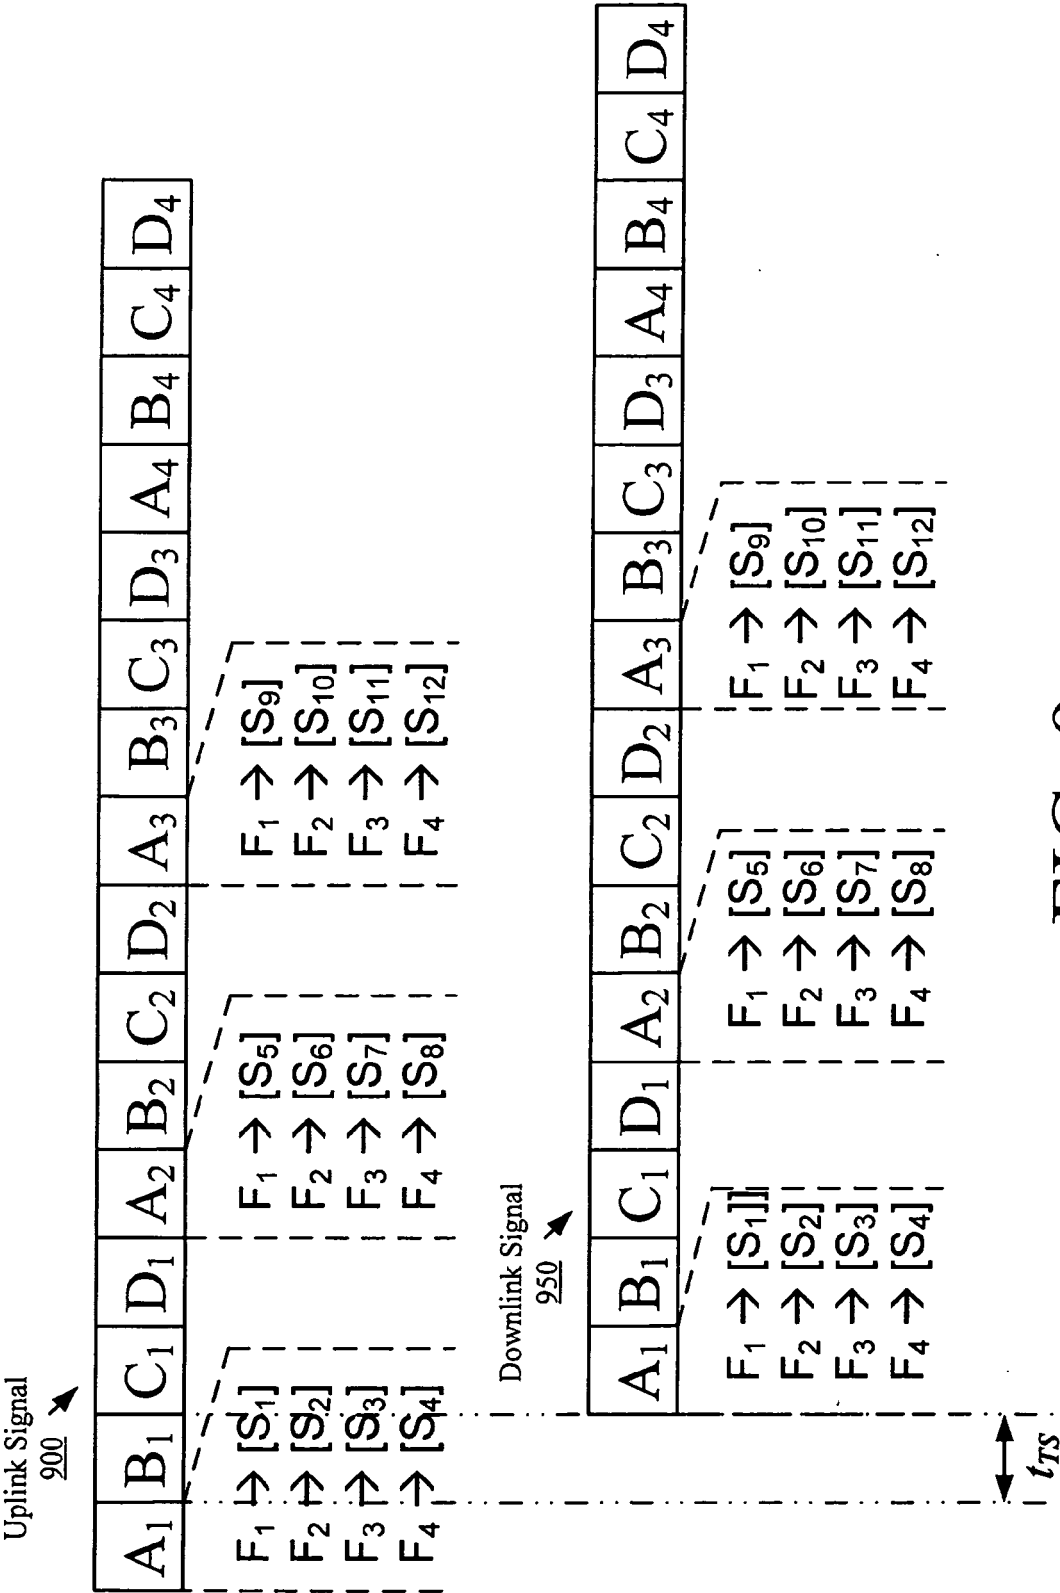 Uplink Signal
900
A1 B1 C1 D1 A2 B2 C2 D2 A3 B3 C3 D3 A4 B4 C4 D4
F1 → [S1] F1 → [S5] F1 → [S9]
F2 → [S2] F2 → [S6] F2 → [S10]
F3 → [S3] F3 → [S7] F3 → [S11]
F4 → [S4] F4 → [S8] F4 → [S12]
Downlink Signal
950
A1 B1 C1 D1 A2 B2 C2 D2 A3 B3 C3 D3 A4 B4 C4 D4
F1 → [S1]] F1 → [S5] F1 → [S9]
F2 → [S2] F2 → [S6] F2 → [S10]
F3 → [S3] F3 → [S7] F3 → [S11]
F4 → [S4] F4 → [S8] F4 → [S12]
tTS